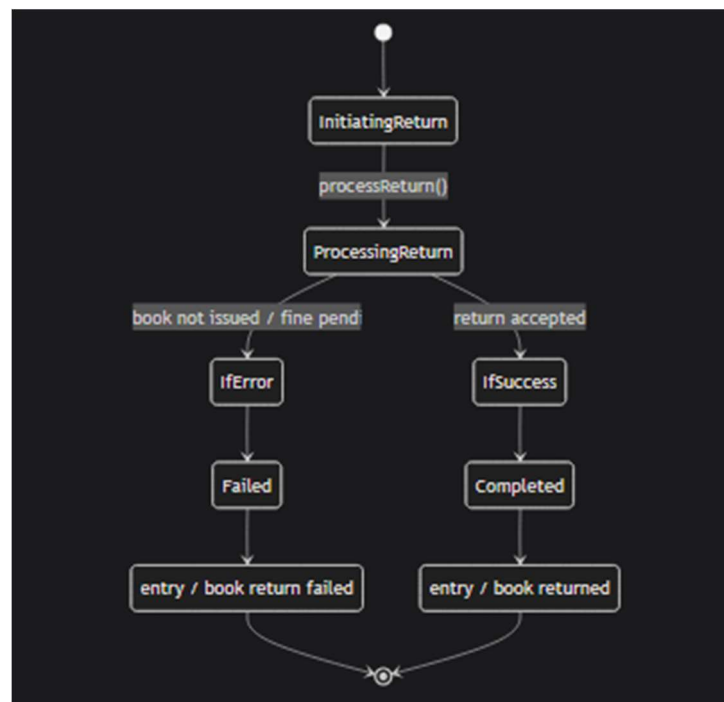 InitiatingReturn
processReturn()
ProcessingReturn
book not issued / fine pendi
return accepted
IfError
IfSuccess
Failed
Completed
entry / book return failed
entry / book returned